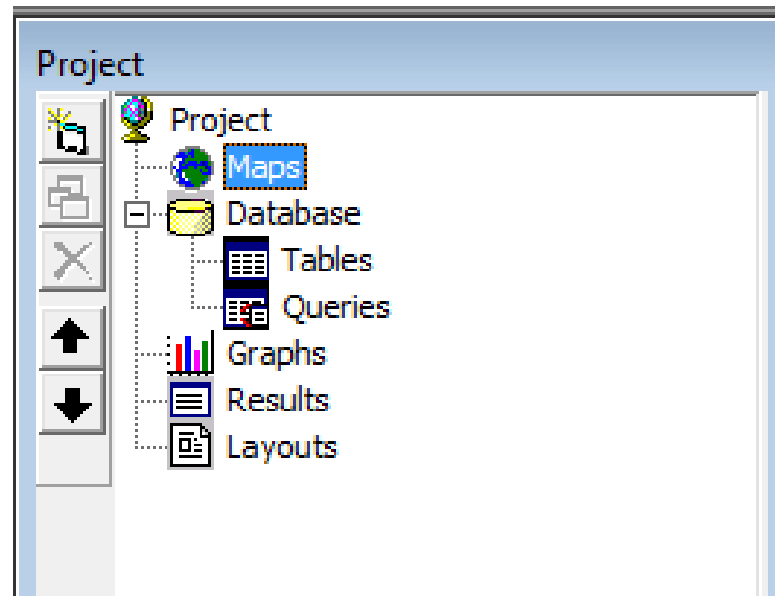 Project
Project
Maps
Database
Tables
Queries
Graphs
Results
Layouts